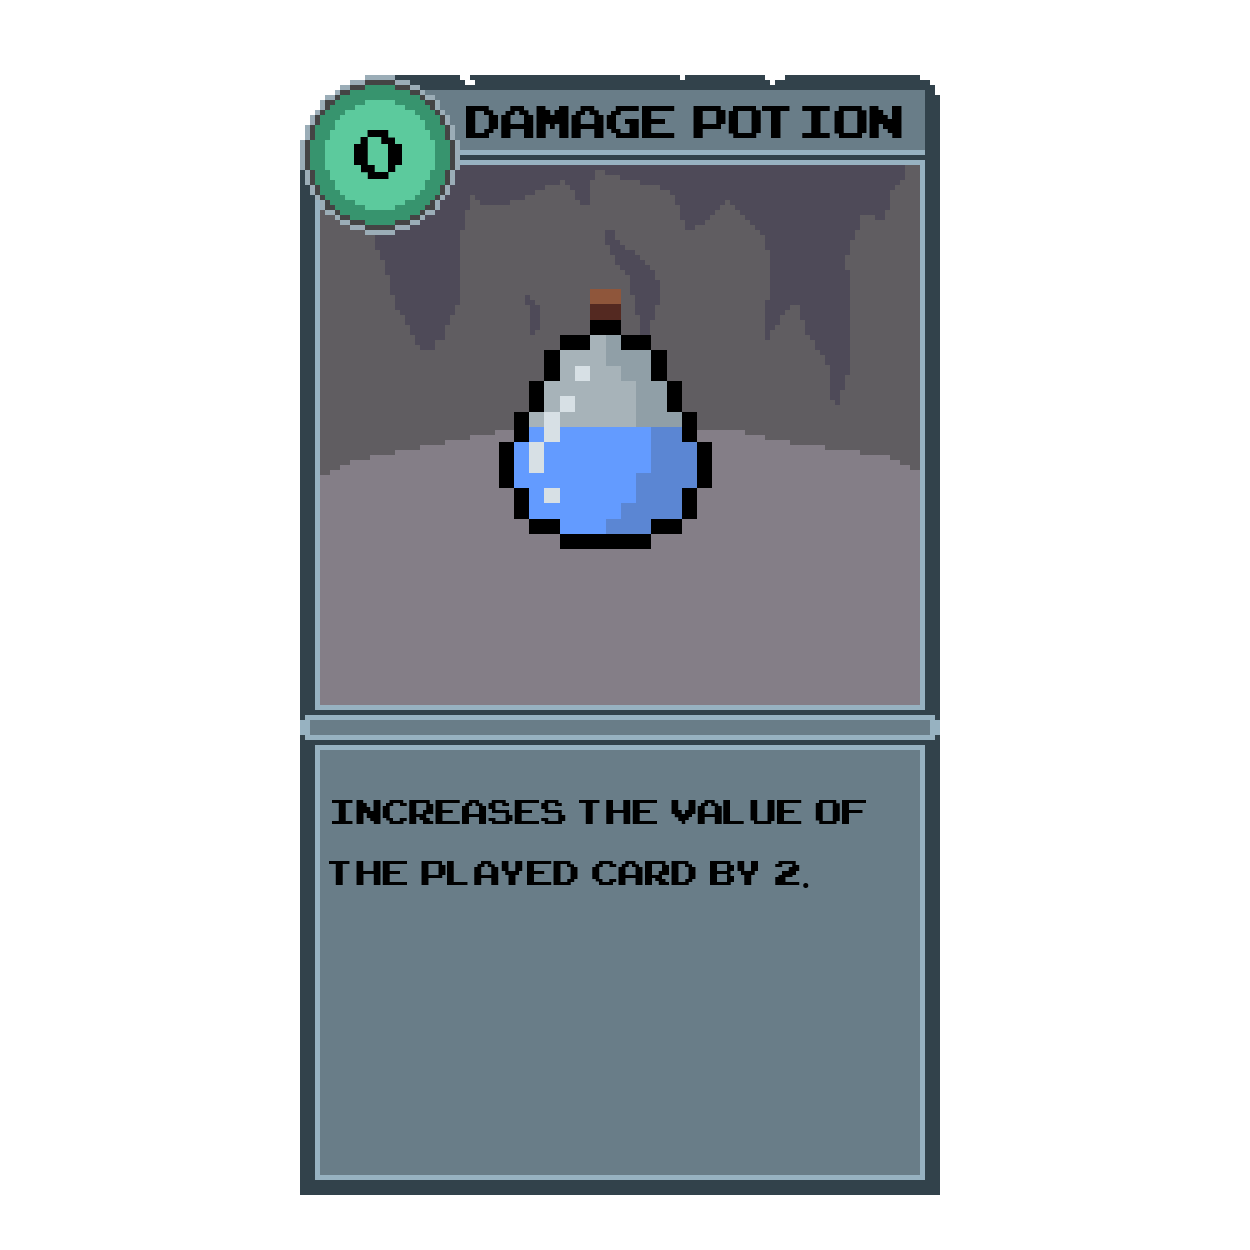 0
DAMAGE POTION
INCREASES THE VALUE OF
THE PLAYED CARD BY 2.